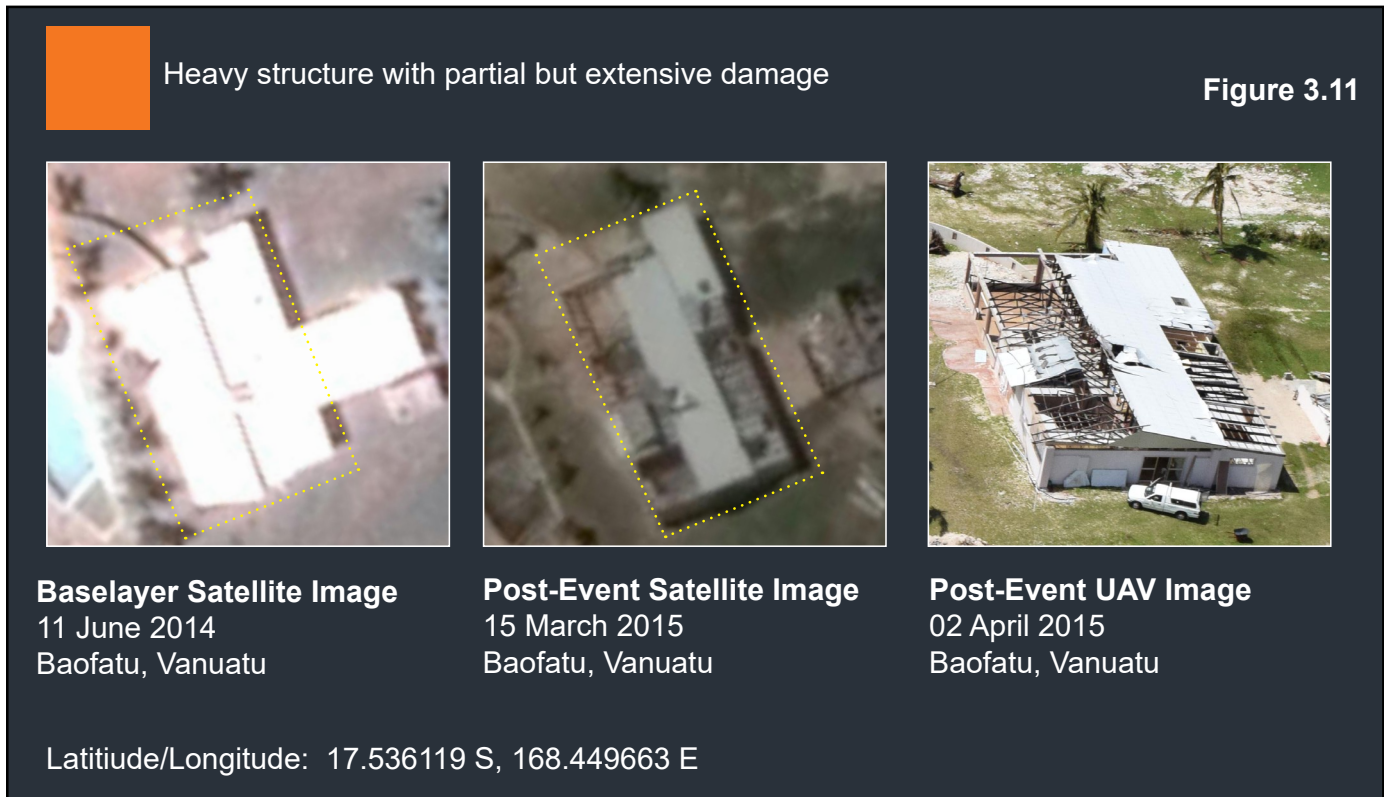 Heavy structure with partial but extensive damage
Figure 3.11
Baselayer Satellite Image
11 June 2014
Baofatu, Vanuatu
Post-Event Satellite Image
15 March 2015
Baofatu, Vanuatu
Post-Event UAV Image
02 April 2015
Baofatu, Vanuatu
Latitiude/Longitude: 17.536119 S, 168.449663 E